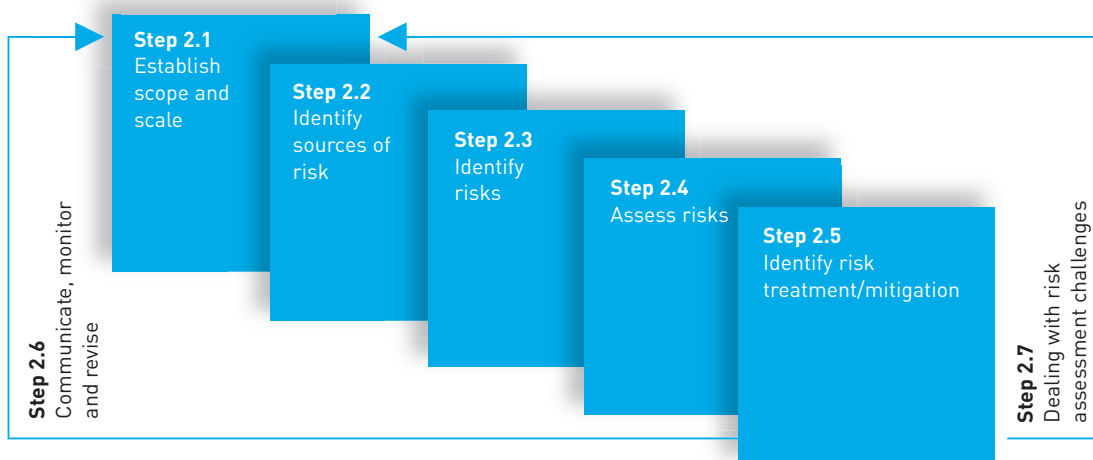 Step 2.1
Establish
scope and
scale
Step 2.2
Identify
sources of
risk
Step 2.3
Identify
risks
Step 2.4
Assess risks
Step 2.5
Identify risk
treatment/mitigation
Step 2.6
Communicate, monitor
and revise
Step 2.7
Dealing with risk
assessment challenges